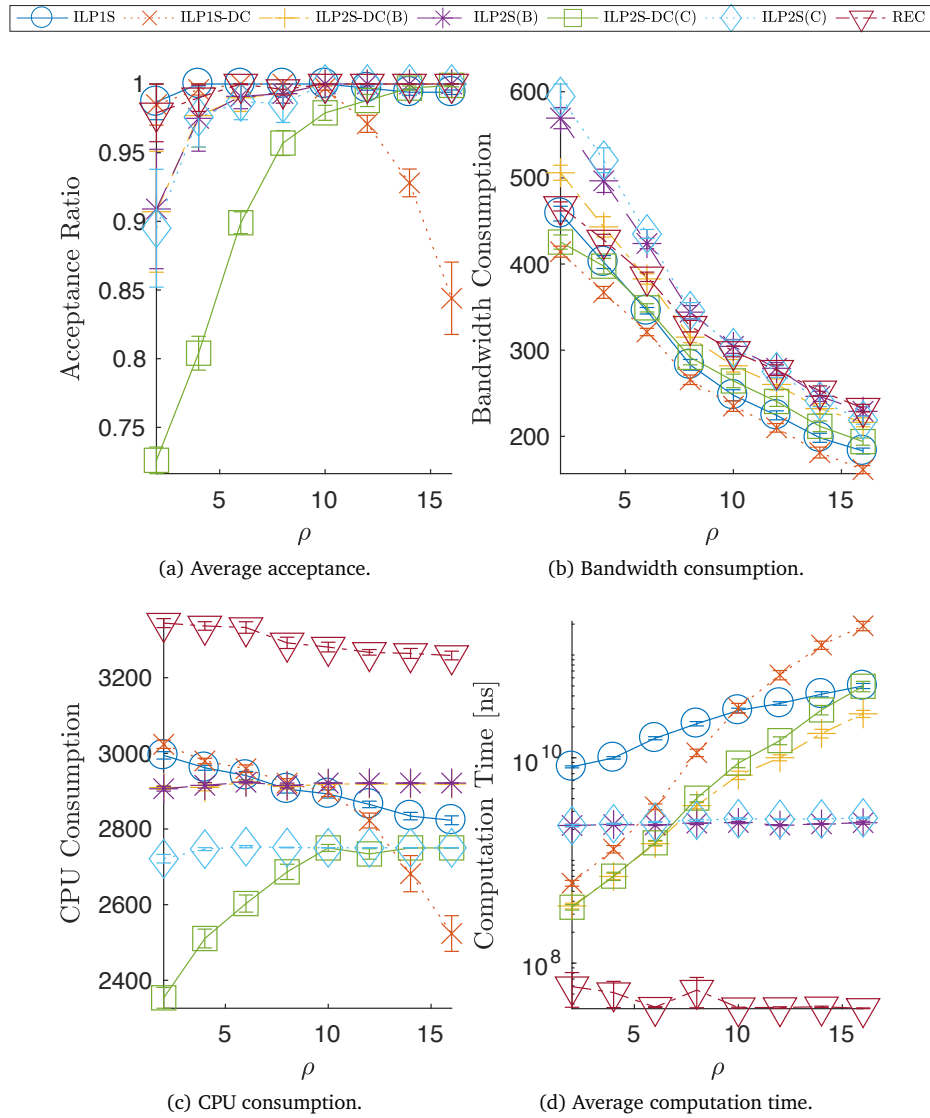 ILP1S ILP1S-DC ILP2S-DC(B) ILP2S(B) ILP2S-DC(C) ILP2S(C) REC
1
0.95
0.9
0.85
0.8
0.75
Acceptance Ratio
5 10 15
ρ
(a) Average acceptance.
600
500
400
300
200
Bandwidth Consumption
5 10 15
ρ
(b) Bandwidth consumption.
3200
3000
2800
2600
2400
CPU Consumption
5 10 15
ρ
(c) CPU consumption.
10^10
10^8
Computation Time [ns]
5 10 15
ρ
(d) Average computation time.